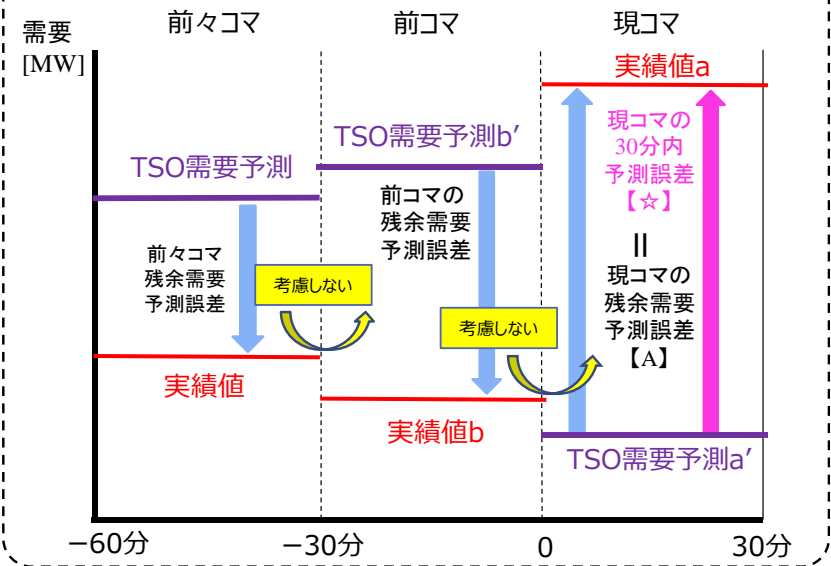 需要
[MW]
前々コマ
前コマ
現コマ
実績値a
TSO需要予測b′
TSO需要予測
現コマの
30分内
予測誤差
【☆】
||
現コマの
残余需要
予測誤差
【A】
前コマの
残余需要
予測誤差
前々コマ
残余需要
予測誤差
考慮しない
考慮しない
実績値
実績値b
TSO需要予測a′
－60分
－30分
0
30分